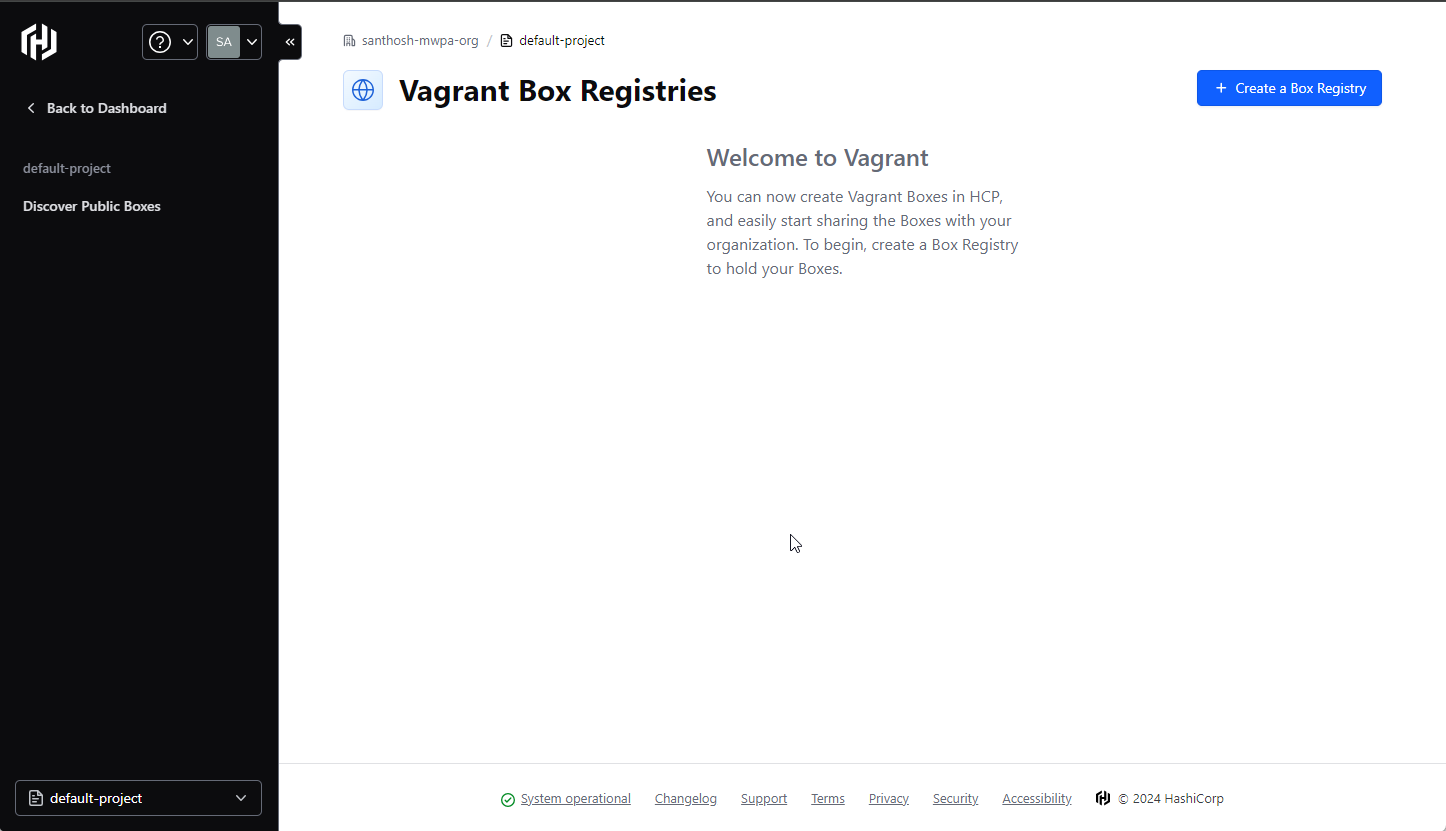 SA
Back to Dashboard
default-project
Discover Public Boxes
default-project
santhosh-mwpa-org / default-project
Vagrant Box Registries
+ Create a Box Registry
Welcome to Vagrant
You can now create Vagrant Boxes in HCP,
and easily start sharing the Boxes with your
organization. To begin, create a Box Registry
to hold your Boxes.
System operational Changelog Support Terms Privacy Security Accessibility © 2024 HashiCorp